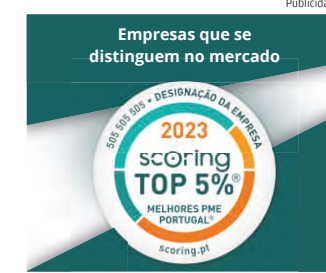 Publicida
Empresas que se
distinguem no mercado
505 505 505 • DESIGNAÇÃO DA EMPRESA
2023
scoring
TOP 5%®
MELHORES PME
PORTUGAL®
scoring.pt